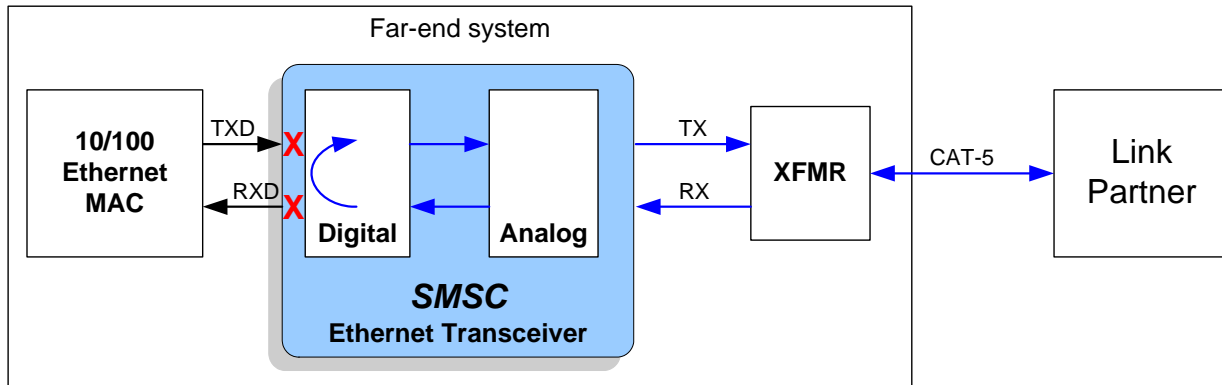 Far-end system
10/100
Ethernet
MAC
TXD
RXD
X
X
Digital
Analog
SMSC
Ethernet Transceiver
TX
RX
XFMR
CAT-5
Link
Partner